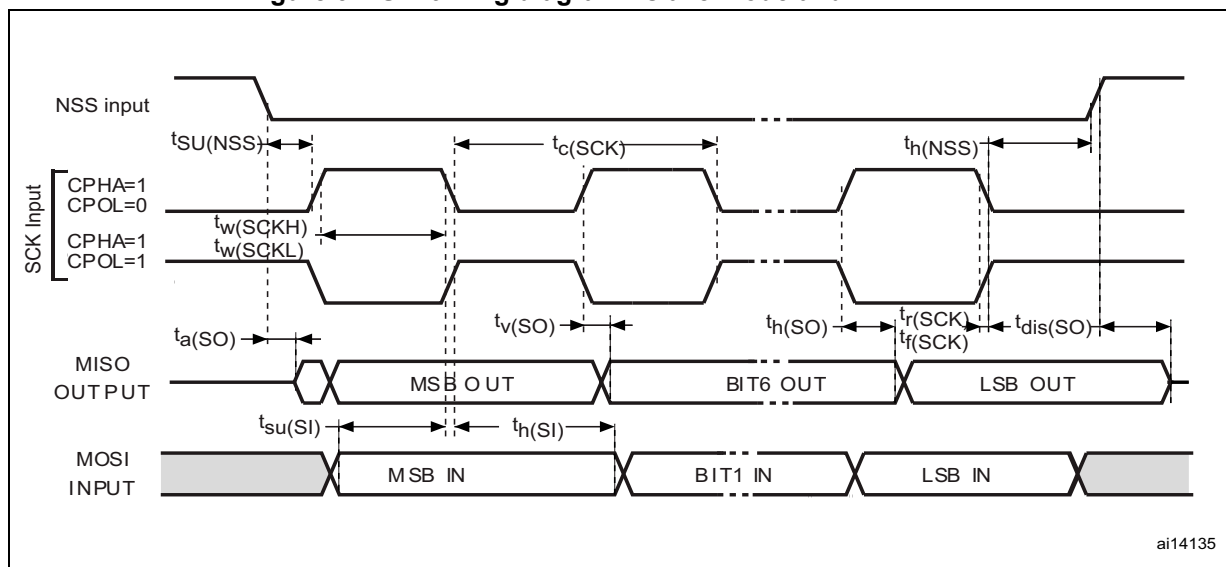 NSS input
tSU(NSS)
tc(SCK)
th(NSS)
SCK Input
CPHA=1
CPOL=0
tw(SCKH)
CPHA=1
tw(SCKL)
CPOL=1
ta(SO)
tv(SO)
th(SO)
tr(SCK)
tf(SCK)
tdis(SO)
MISO
OUTPUT
MSB OUT
BIT6 OUT
LSB OUT
tsu(SI)
th(SI)
MOSI
INPUT
MSB IN
BIT1 IN
LSB IN
ai14135